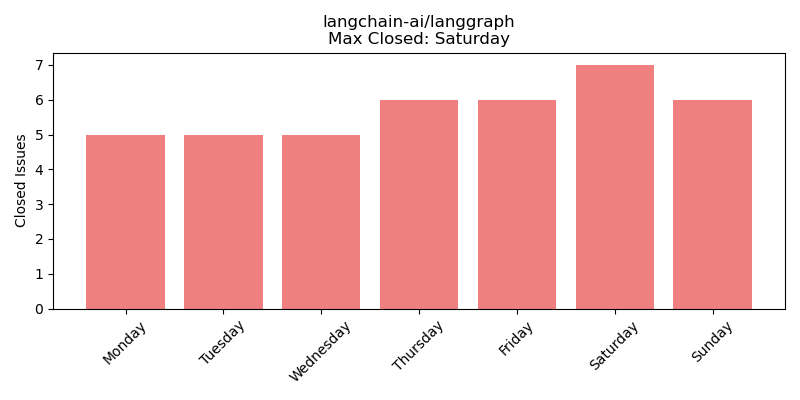 langchain-ai/langgraph
Max Closed: Saturday
Closed Issues
7
6
5
4
3
2
1
0
Monday
Tuesday
Wednesday
Thursday
Friday
Saturday
Sunday